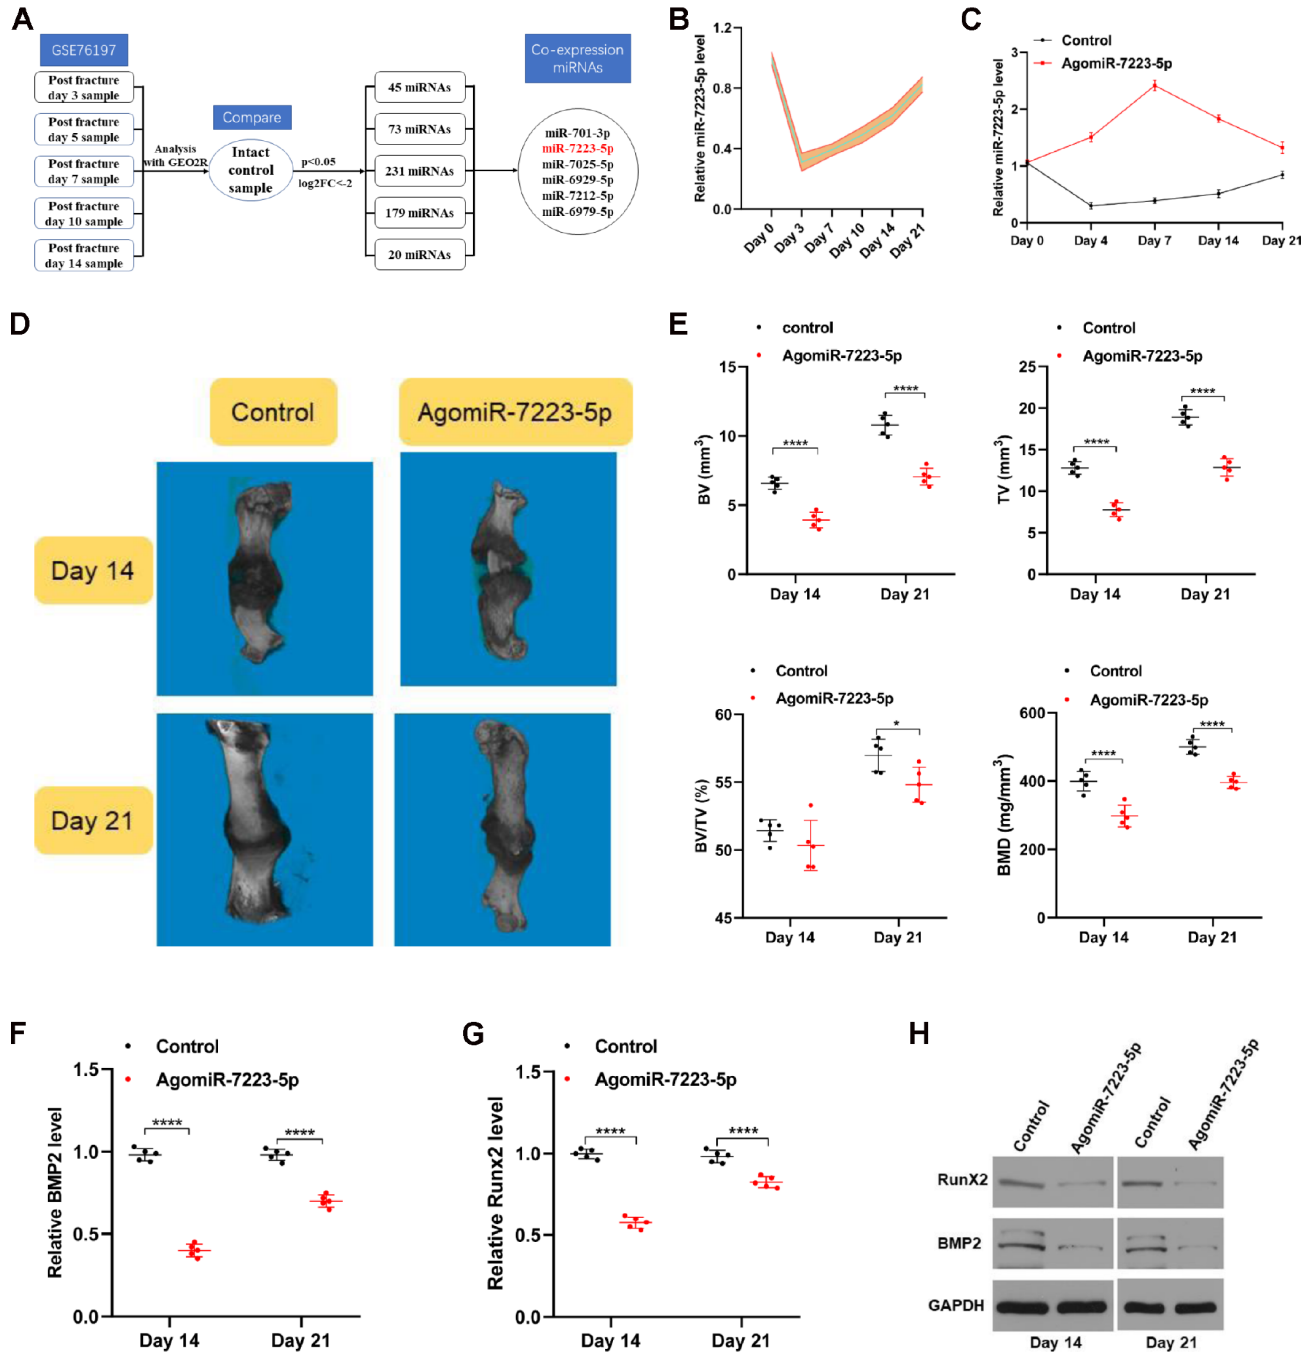 A
GSE76197
Post fracture
day 3 sample
Post fracture
day 5 sample
Post fracture
day 7 sample
Post fracture
day 10 sample
Post fracture
day 14 sample
Analysis
with GEO2R
Compare
Intact
control
sample
p<0.05
log2FC<-2
45 miRNAs
73 miRNAs
231 miRNAs
179 miRNAs
20 miRNAs
Co-expression
miRNAs
miR-701-3p
miR-7223-5p
miR-7025-5p
miR-6929-5p
miR-7212-5p
miR-6979-5p
B
Relative miR-7223-5p level
1.2
0.8
0.4
0.0
Day 0
Day 3
Day 7
Day 10
Day 14
Day 21
C
Control
AgomiR-7223-5p
Relative miR-7223-5p level
3
2
1
0
Day 0
Day 4
Day 7
Day 14
Day 21
D
Control
AgomiR-7223-5p
Day 14
Day 21
E
control
AgomiR-7223-5p
BV (mm3)
15
10
5
0
****
****
Day 14
Day 21
Control
AgomiR-7223-5p
TV (mm3)
25
20
15
10
5
0
****
****
Day 14
Day 21
Control
AgomiR-7223-5p
BV/TV (%)
60
55
50
45
*
Day 14
Day 21
Control
AgomiR-7223-5p
BMD (mg/mm3)
600
400
200
0
****
****
Day 14
Day 21
F
Control
AgomiR-7223-5p
Relative BMP2 level
1.5
1.0
0.5
0.0
****
****
Day 14
Day 21
G
Control
AgomiR-7223-5p
Relative Runx2 level
1.5
1.0
0.5
0.0
****
****
Day 14
Day 21
H
Control
AgomiR-7223-5p
Control
AgomiR-7223-5p
RunX2
BMP2
GAPDH
Day 14
Day 21